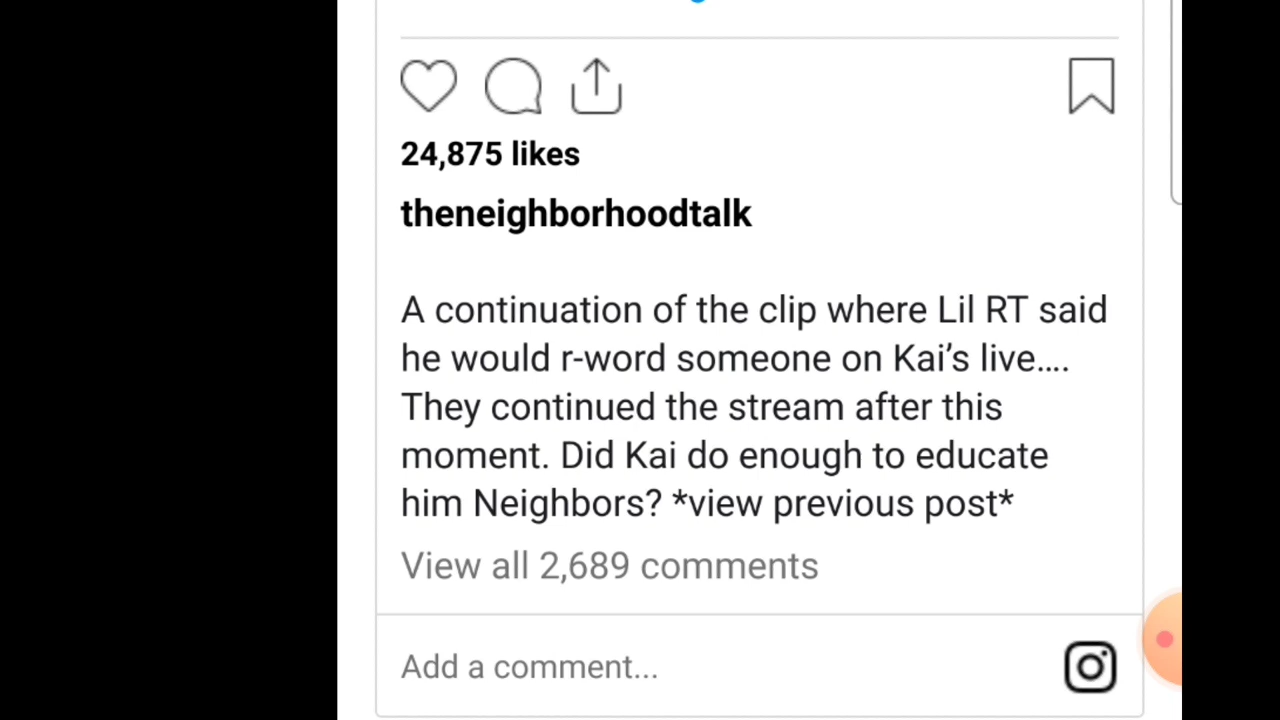 24,875 likes
theneighborhoodtalk
A continuation of the clip where Lil RT said
he would r-word someone on Kai’s live....
They continued the stream after this
moment. Did Kai do enough to educate
him Neighbors? *view previous post*
View all 2,689 comments
Add a comment...